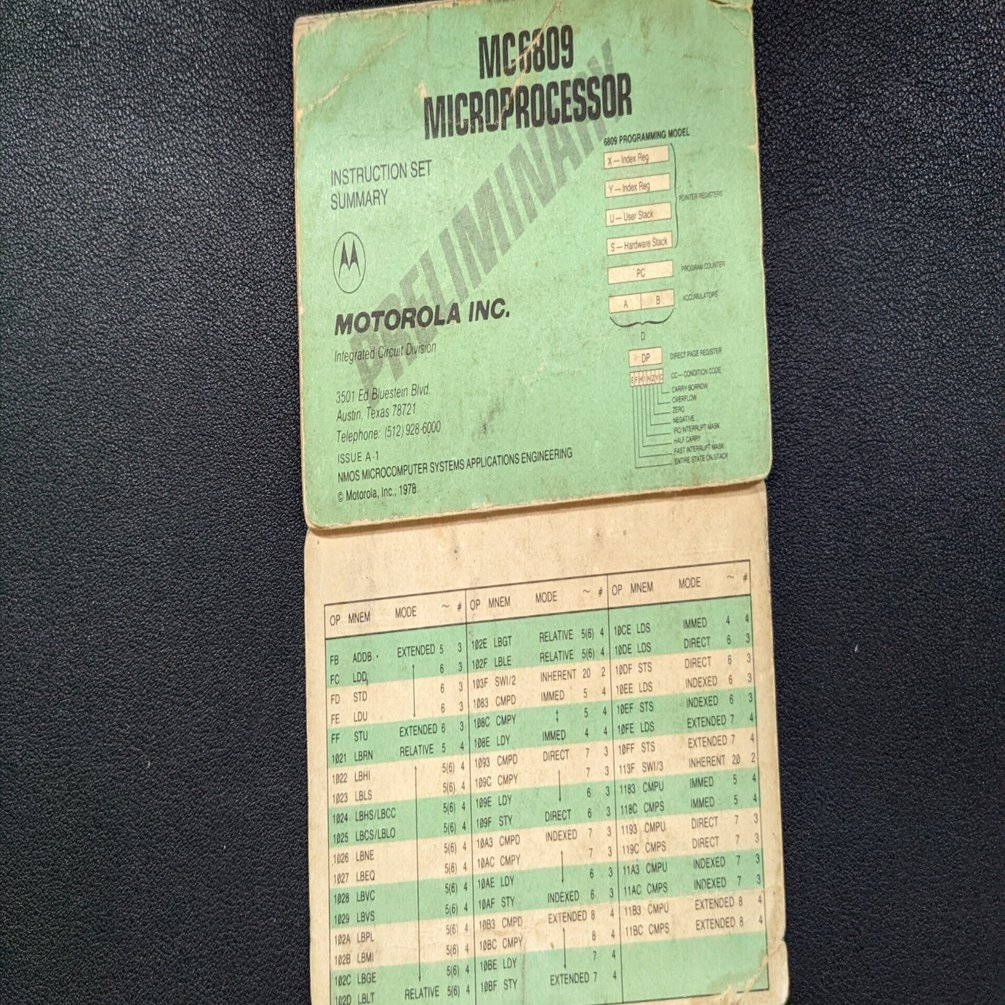 MC6809
MICROPROCESSOR
PRELIMINARY
INSTRUCTION SET
SUMMARY
MOTOROLA INC.
Integrated Circuit Division
3501 Ed Bluestein Blvd.
Austin, Texas 78721
Telephone: (512) 928-6000
ISSUE A-1
NMOS MICROCOMPUTER SYSTEMS APPLICATIONS ENGINEERING
© Motorola, Inc., 1978
6809 PROGRAMMING MODEL
X — Index Reg
Y — Index Reg
U — User Stack
S — Hardware Stack
POINTER REGISTERS
PC PROGRAM COUNTER
A B ACCUMULATORS
D
DP DIRECT PAGE REGISTER
CC — CONDITION CODE
CARRY-BORROW
OVERFLOW
ZERO
NEGATIVE
IRQ INTERRUPT MASK
HALF CARRY
FAST INTERRUPT MASK
ENTIRE STATE ON STACK
OP MNEM MODE ~ #
FB ADDB EXTENDED 5 3
FC LDD 6 3
FD STD 6 3
FE LDU 6 3
FF STU EXTENDED 6 3
1021 LBRN RELATIVE 5 4
1022 LBHI 5(6) 4
1023 LBLS 5(6) 4
1024 LBHS/LBCC 5(6) 4
1025 LBCS/LBLO 5(6) 4
1026 LBNE 5(6) 4
1027 LBEQ 5(6) 4
1028 LBVC 5(6) 4
1029 LBVS 5(6) 4
102A LBPL 5(6) 4
102B LBMI 5(6) 4
102C LBGE 5(6) 4
102D LBLT RELATIVE 5(6) 4
OP MNEM MODE ~ #
102E LBGT RELATIVE 5(6) 4
102F LBLE RELATIVE 5(6) 4
103F SWI/2 INHERENT 20 2
1083 CMPD IMMED 5 4
108C CMPY 5 4
108E LDY IMMED 4 4
1093 CMPD DIRECT 7 3
109C CMPY 7 3
109E LDY 6 3
109F STY DIRECT 6 3
10A3 CMPD INDEXED 7 3
10AC CMPY 7 3
10AE LDY 6 3
10AF STY INDEXED 6 3
10B3 CMPD EXTENDED 8 4
10BC CMPY 8 4
10BE LDY 7 4
10BF STY EXTENDED 7 4
OP MNEM MODE ~ #
10CE LDS IMMED 4 4
10DE LDS DIRECT 6 3
10DF STS DIRECT 6 3
10EE LDS INDEXED 6 3
10EF STS INDEXED 6 3
10FE LDS EXTENDED 7 4
10FF STS EXTENDED 7 4
113F SWI/3 INHERENT 20 2
1183 CMPU IMMED 5 4
118C CMPS IMMED 5 4
1193 CMPU DIRECT 7 3
119C CMPS DIRECT 7 3
11A3 CMPU INDEXED 7 3
11AC CMPS INDEXED 7 3
11B3 CMPU EXTENDED 8 4
11BC CMPS EXTENDED 8 4